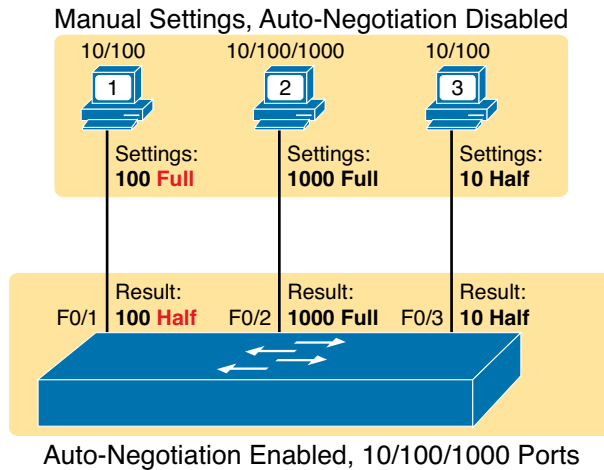 Manual Settings, Auto-Negotiation Disabled
10/100 10/100/1000 10/100
1 2 3
Settings: Settings: Settings:
100 Full 1000 Full 10 Half
Result: Result: Result:
F0/1 100 Half F0/2 1000 Full F0/3 10 Half
Auto-Negotiation Enabled, 10/100/1000 Ports